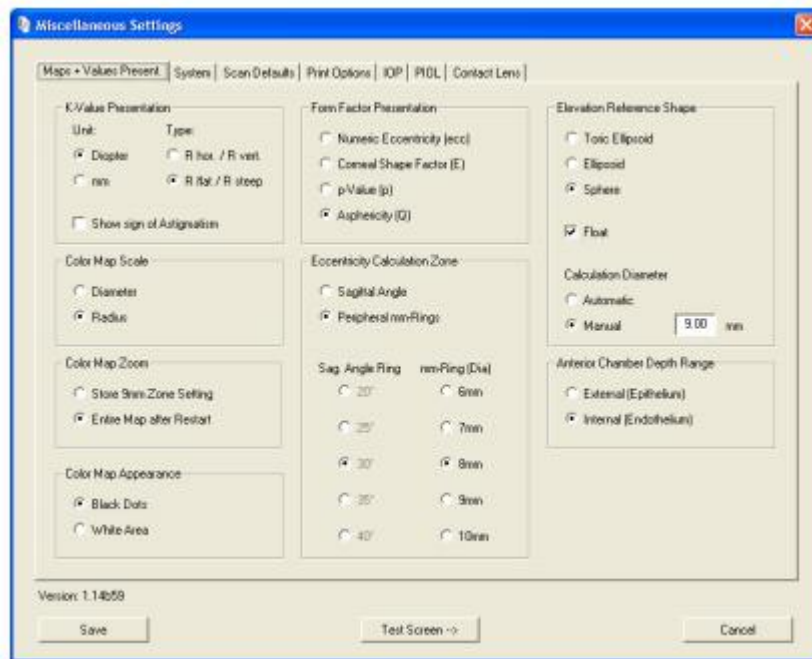 Miscellaneous Settings
Maps + Values Present. System Scan Defaults Print Options IOP PIOL Contact Lens
K-Value Presentation
Unit: Type:
Diopter R hor. / R vert.
mm R flat / R steep
Show sign of Astigmatism
Color Map Scale
Diameter
Radius
Color Map Zoom
Store 9mm Zone Setting
Entire Map after Restart
Color Map Appearance
Black Dots
White Area
Form Factor Presentation
Numeric Eccentricity (ecc)
Corneal Shape Factor (E)
p-Value (p)
Asphericity (Q)
Eccentricity Calculation Zone
Sagittal Angle
Peripheral mm-Rings
Sag. Angle Ring mm-Ring (Dia)
20° 6mm
25° 7mm
30° 8mm
35° 9mm
40° 10mm
Elevation Reference Shape
Toric Ellipsoid
Ellipsoid
Sphere
Float
Calculation Diameter
Automatic
Manual 9.00 mm
Anterior Chamber Depth Range
External (Epithelium)
Internal (Endothelium)
Version: 1.14b59
Save Test Screen -> Cancel